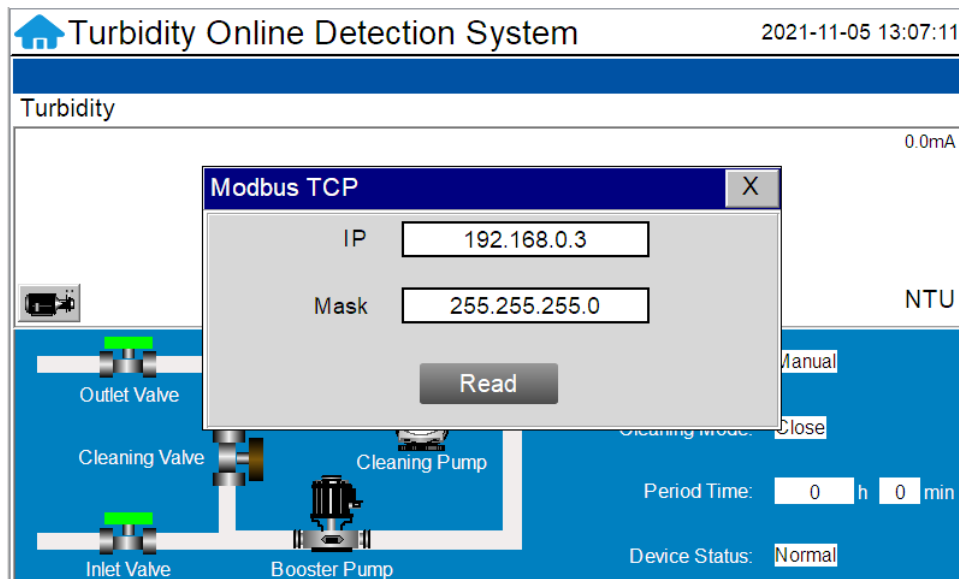 Turbidity Online Detection System 2021-11-05 13:07:11
Turbidity
0.0mA
Modbus TCP X
IP 192.168.0.3
Mask 255.255.255.0
NTU
Read
Manual
Outlet Valve
Cleaning Mode: Close
Cleaning Valve
Cleaning Pump
Period Time: 0 h 0 min
Device Status: Normal
Inlet Valve
Booster Pump